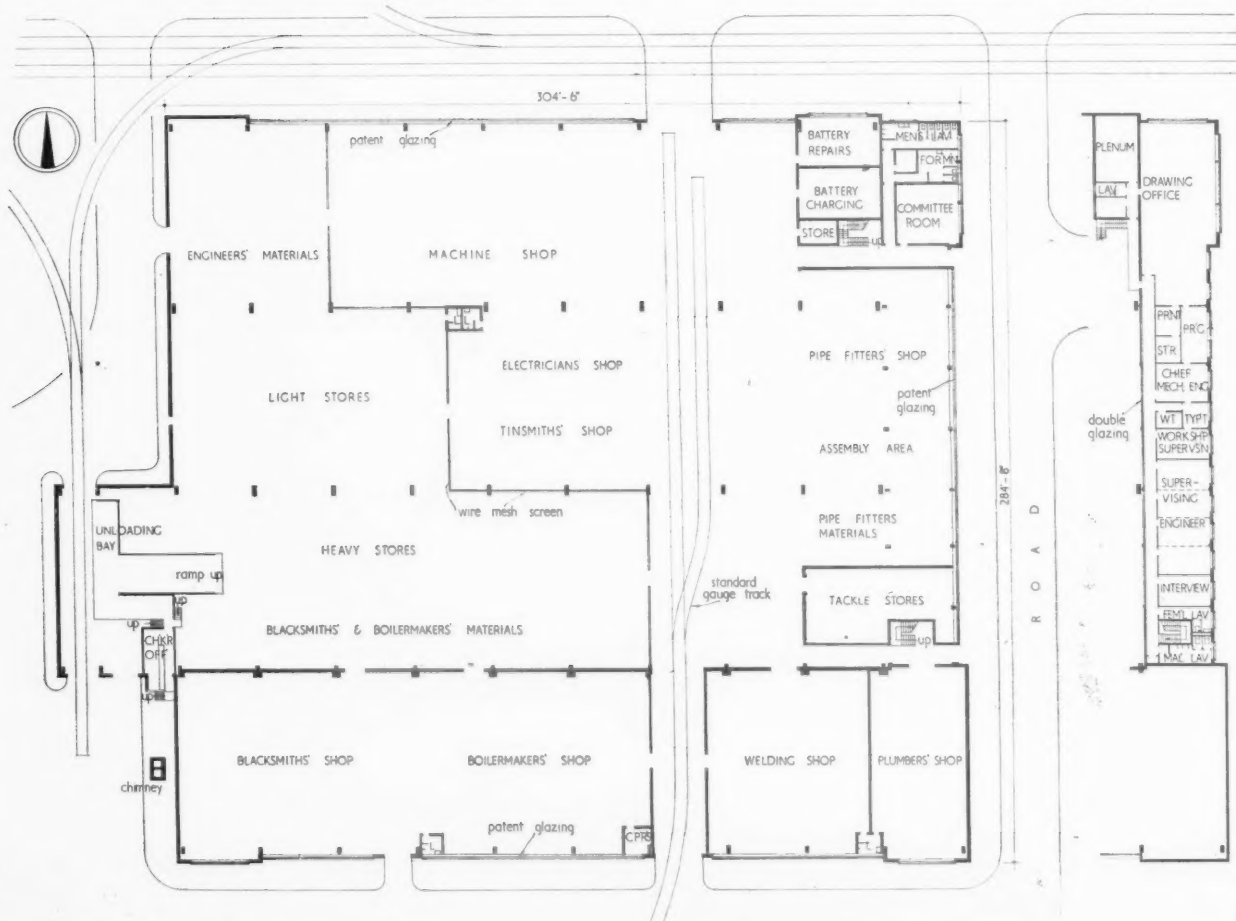 304'-6"
patent glazing
BATTERY
REPAIRS
MENS LAV
FORMN
BATTERY
CHARGING
COMMITTEE
ROOM
STORE
up
PLENUM
LAV
DRAWING
OFFICE
ENGINEERS' MATERIALS
MACHINE SHOP
ELECTRICIANS SHOP
PIPE FITTERS' SHOP
PRNT
PRG
STR
CHIEF
MECH. ENG
patent
glazing
LIGHT STORES
TINSMITHS' SHOP
ASSEMBLY AREA
double
glazing
WT
TYPT
WORKSHP
SUPERVSN
284'-6"
wire mesh screen
SUPER-
VISING
ENGINEER
UNLOADING
BAY
HEAVY STORES
PIPE FITTERS
MATERIALS
ramp up
standard
gauge track
TACKLE STORES
ROAD
INTERVIEW
up
up
FEM'L LAV
BLACKSMITHS' & BOILERMAKERS' MATERIALS
CHKR
OFF
up
MAC LAV
up
BLACKSMITHS' SHOP
BOILERMAKERS' SHOP
WELDING SHOP
PLUMBERS' SHOP
chimney
patent glazing
CPRS